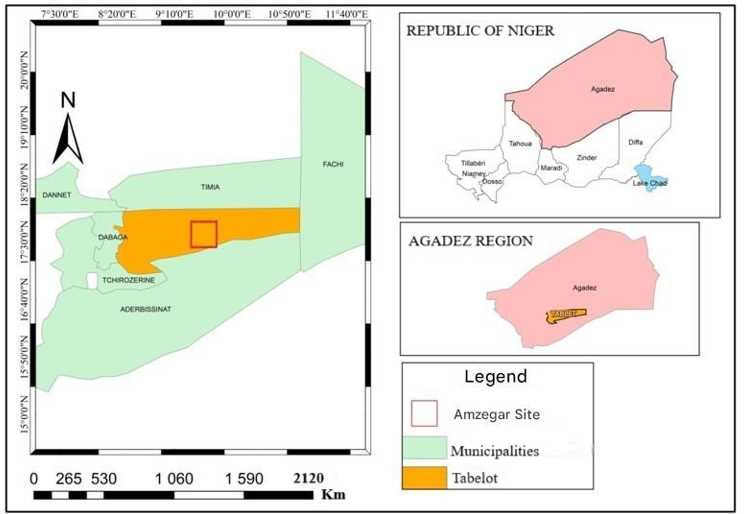 7°30'0"E 8°20'0"E 9°10'0"E 10°0'0"E 10°50'0"E 11°40'0"E
20°0'0"N
19°10'0"N
18°20'0"N
17°30'0"N
16°40'0"N
15°50'0"N
15°0'0"N
N
DANNET
TIMIA
FACHI
DABAGA
TCHIROZERINE
ADERBISSINAT
0 265 530 1 060 1 590 2120
Km
REPUBLIC OF NIGER
Agadez
Tahoua
Diffa
Tillabéri
Niamey
Dosso
Maradi
Zinder
Lake Chad
AGADEZ REGION
Agadez
Legend
Amzegar Site
Municipalities
Tabelot